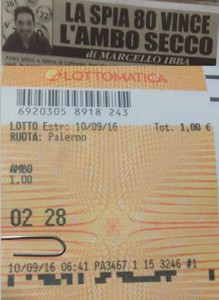 LA SPIA 80 VINCE
L'AMBO SECCO
di MARCELLO IBBA
LOTTOMATICA
6920305 8918 243
LOTTO Estr: 10/09/16 Tot. 1,00 €
RUOTA: Palermo
AMBO
1.00
02 28
10/09/16 06:41 PA3467 1 15 3246 #1